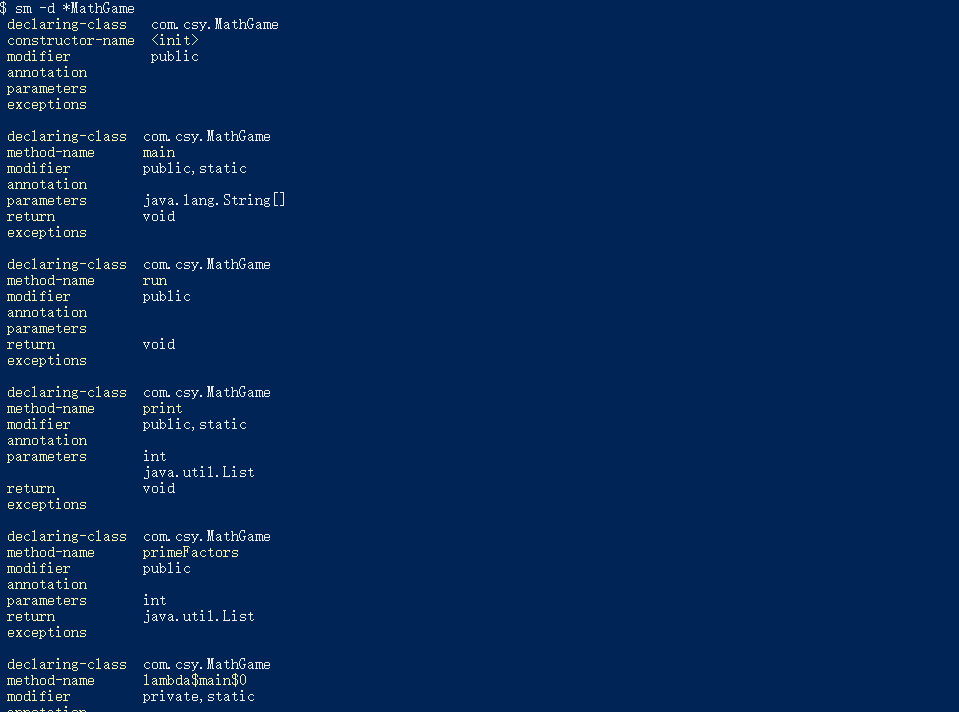 $ sm -d *MathGame
declaring-class com.csy.MathGame
constructor-name <init>
modifier public
annotation
parameters
exceptions
declaring-class com.csy.MathGame
method-name main
modifier public,static
annotation
parameters java.lang.String[]
return void
exceptions
declaring-class com.csy.MathGame
method-name run
modifier public
annotation
parameters
return void
exceptions
declaring-class com.csy.MathGame
method-name print
modifier public,static
annotation
parameters int
java.util.List
return void
exceptions
declaring-class com.csy.MathGame
method-name primeFactors
modifier public
annotation
parameters int
return java.util.List
exceptions
declaring-class com.csy.MathGame
method-name lambda$main$0
modifier private,static
annotation